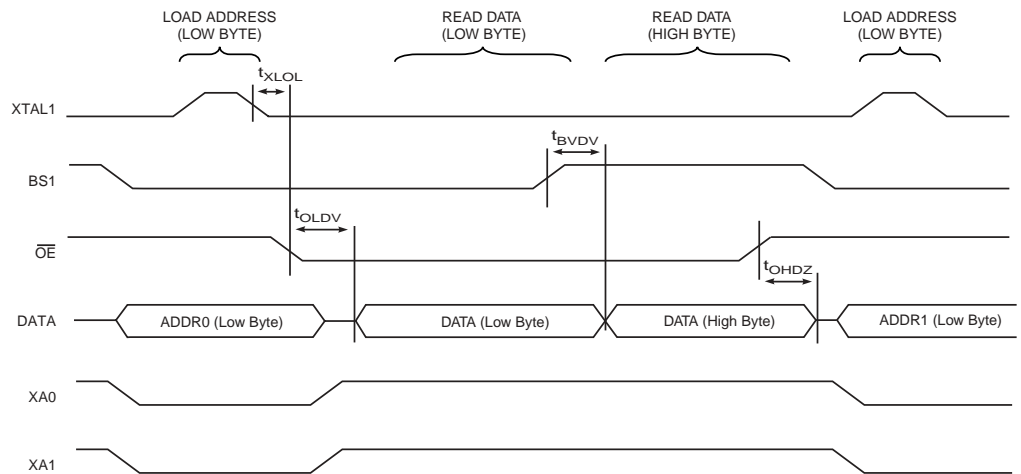 LOAD ADDRESS
(LOW BYTE)
READ DATA
(LOW BYTE)
READ DATA
(HIGH BYTE)
LOAD ADDRESS
(LOW BYTE)
tXLOL
XTAL1
tBVDV
BS1
tOLDV
OE
tOHDZ
DATA
ADDR0 (Low Byte)
DATA (Low Byte)
DATA (High Byte)
ADDR1 (Low Byte)
XA0
XA1